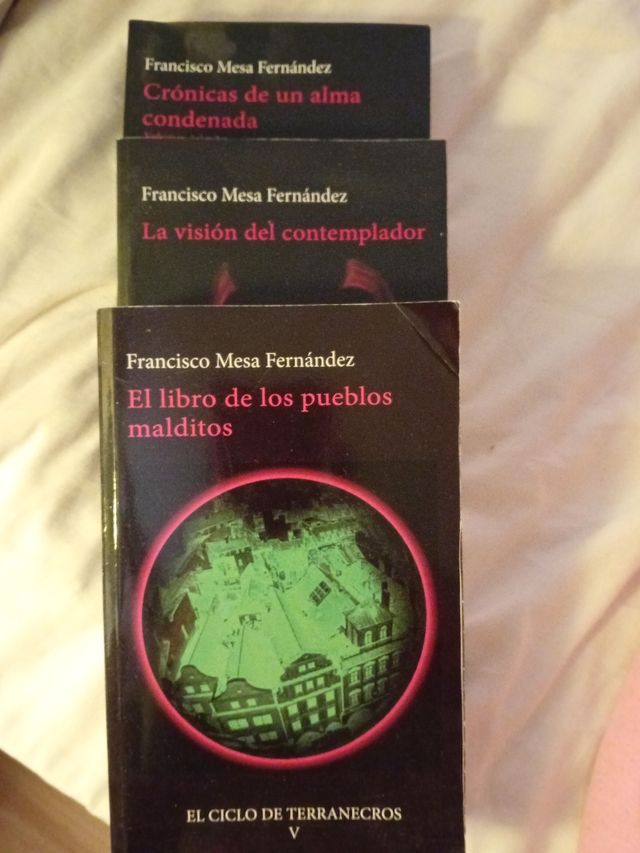 Francisco Mesa Fernández
Crónicas de un alma
condenada
Francisco Mesa Fernández
La visión del contemplador
Francisco Mesa Fernández
El libro de los pueblos
malditos
EL CICLO DE TERRANECROS
V